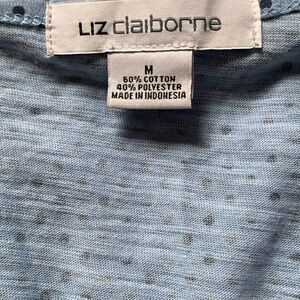 LIZ claiborne
M
60% COTTON
40% POLYESTER
MADE IN INDONESIA